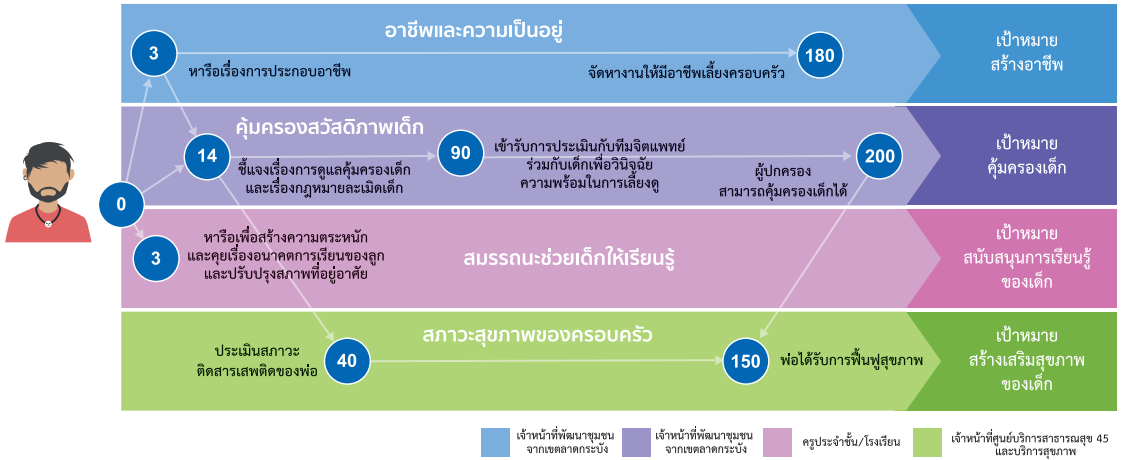 อาชีพและความเป็นอยู่
3
180
หารือเรื่องการประกอบอาชีพ
จัดหางานให้มีอาชีพเลี้ยงครอบครัว
เป้าหมาย
สร้างอาชีพ
คุ้มครองสวัสดิภาพเด็ก
14
ชี้แจงเรื่องการดูแลคุ้มครองเด็ก
และเรื่องกฎหมายละเมิดเด็ก
90
เข้ารับการประเมินกับทีมจิตแพทย์
ร่วมกับเด็กเพื่อวินิจฉัย
ความพร้อมในการเลี้ยงดู
200
ผู้ปกครอง
สามารถคุ้มครองเด็กได้
เป้าหมาย
คุ้มครองเด็ก
0
3
หารือเพื่อสร้างความตระหนัก
และคุยเรื่องอนาคตการเรียนของลูก
และปรับปรุงสภาพที่อยู่อาศัย
สมรรถนะช่วยเด็กให้เรียนรู้
เป้าหมาย
สนับสนุนการเรียนรู้
ของเด็ก
สภาวะสุขภาพของครอบครัว
ประเมินสภาวะ
ติดสารเสพติดของพ่อ
40
150
พ่อได้รับการฟื้นฟูสุขภาพ
เป้าหมาย
สร้างเสริมสุขภาพ
ของเด็ก
เจ้าหน้าที่พัฒนาชุมชน
จากเขตลาดกระบัง
เจ้าหน้าที่พัฒนาชุมชน
จากเขตลาดกระบัง
ครูประจำชั้น/โรงเรียน
เจ้าหน้าที่ศูนย์บริการสาธารณสุข 45
และบริการสุขภาพ